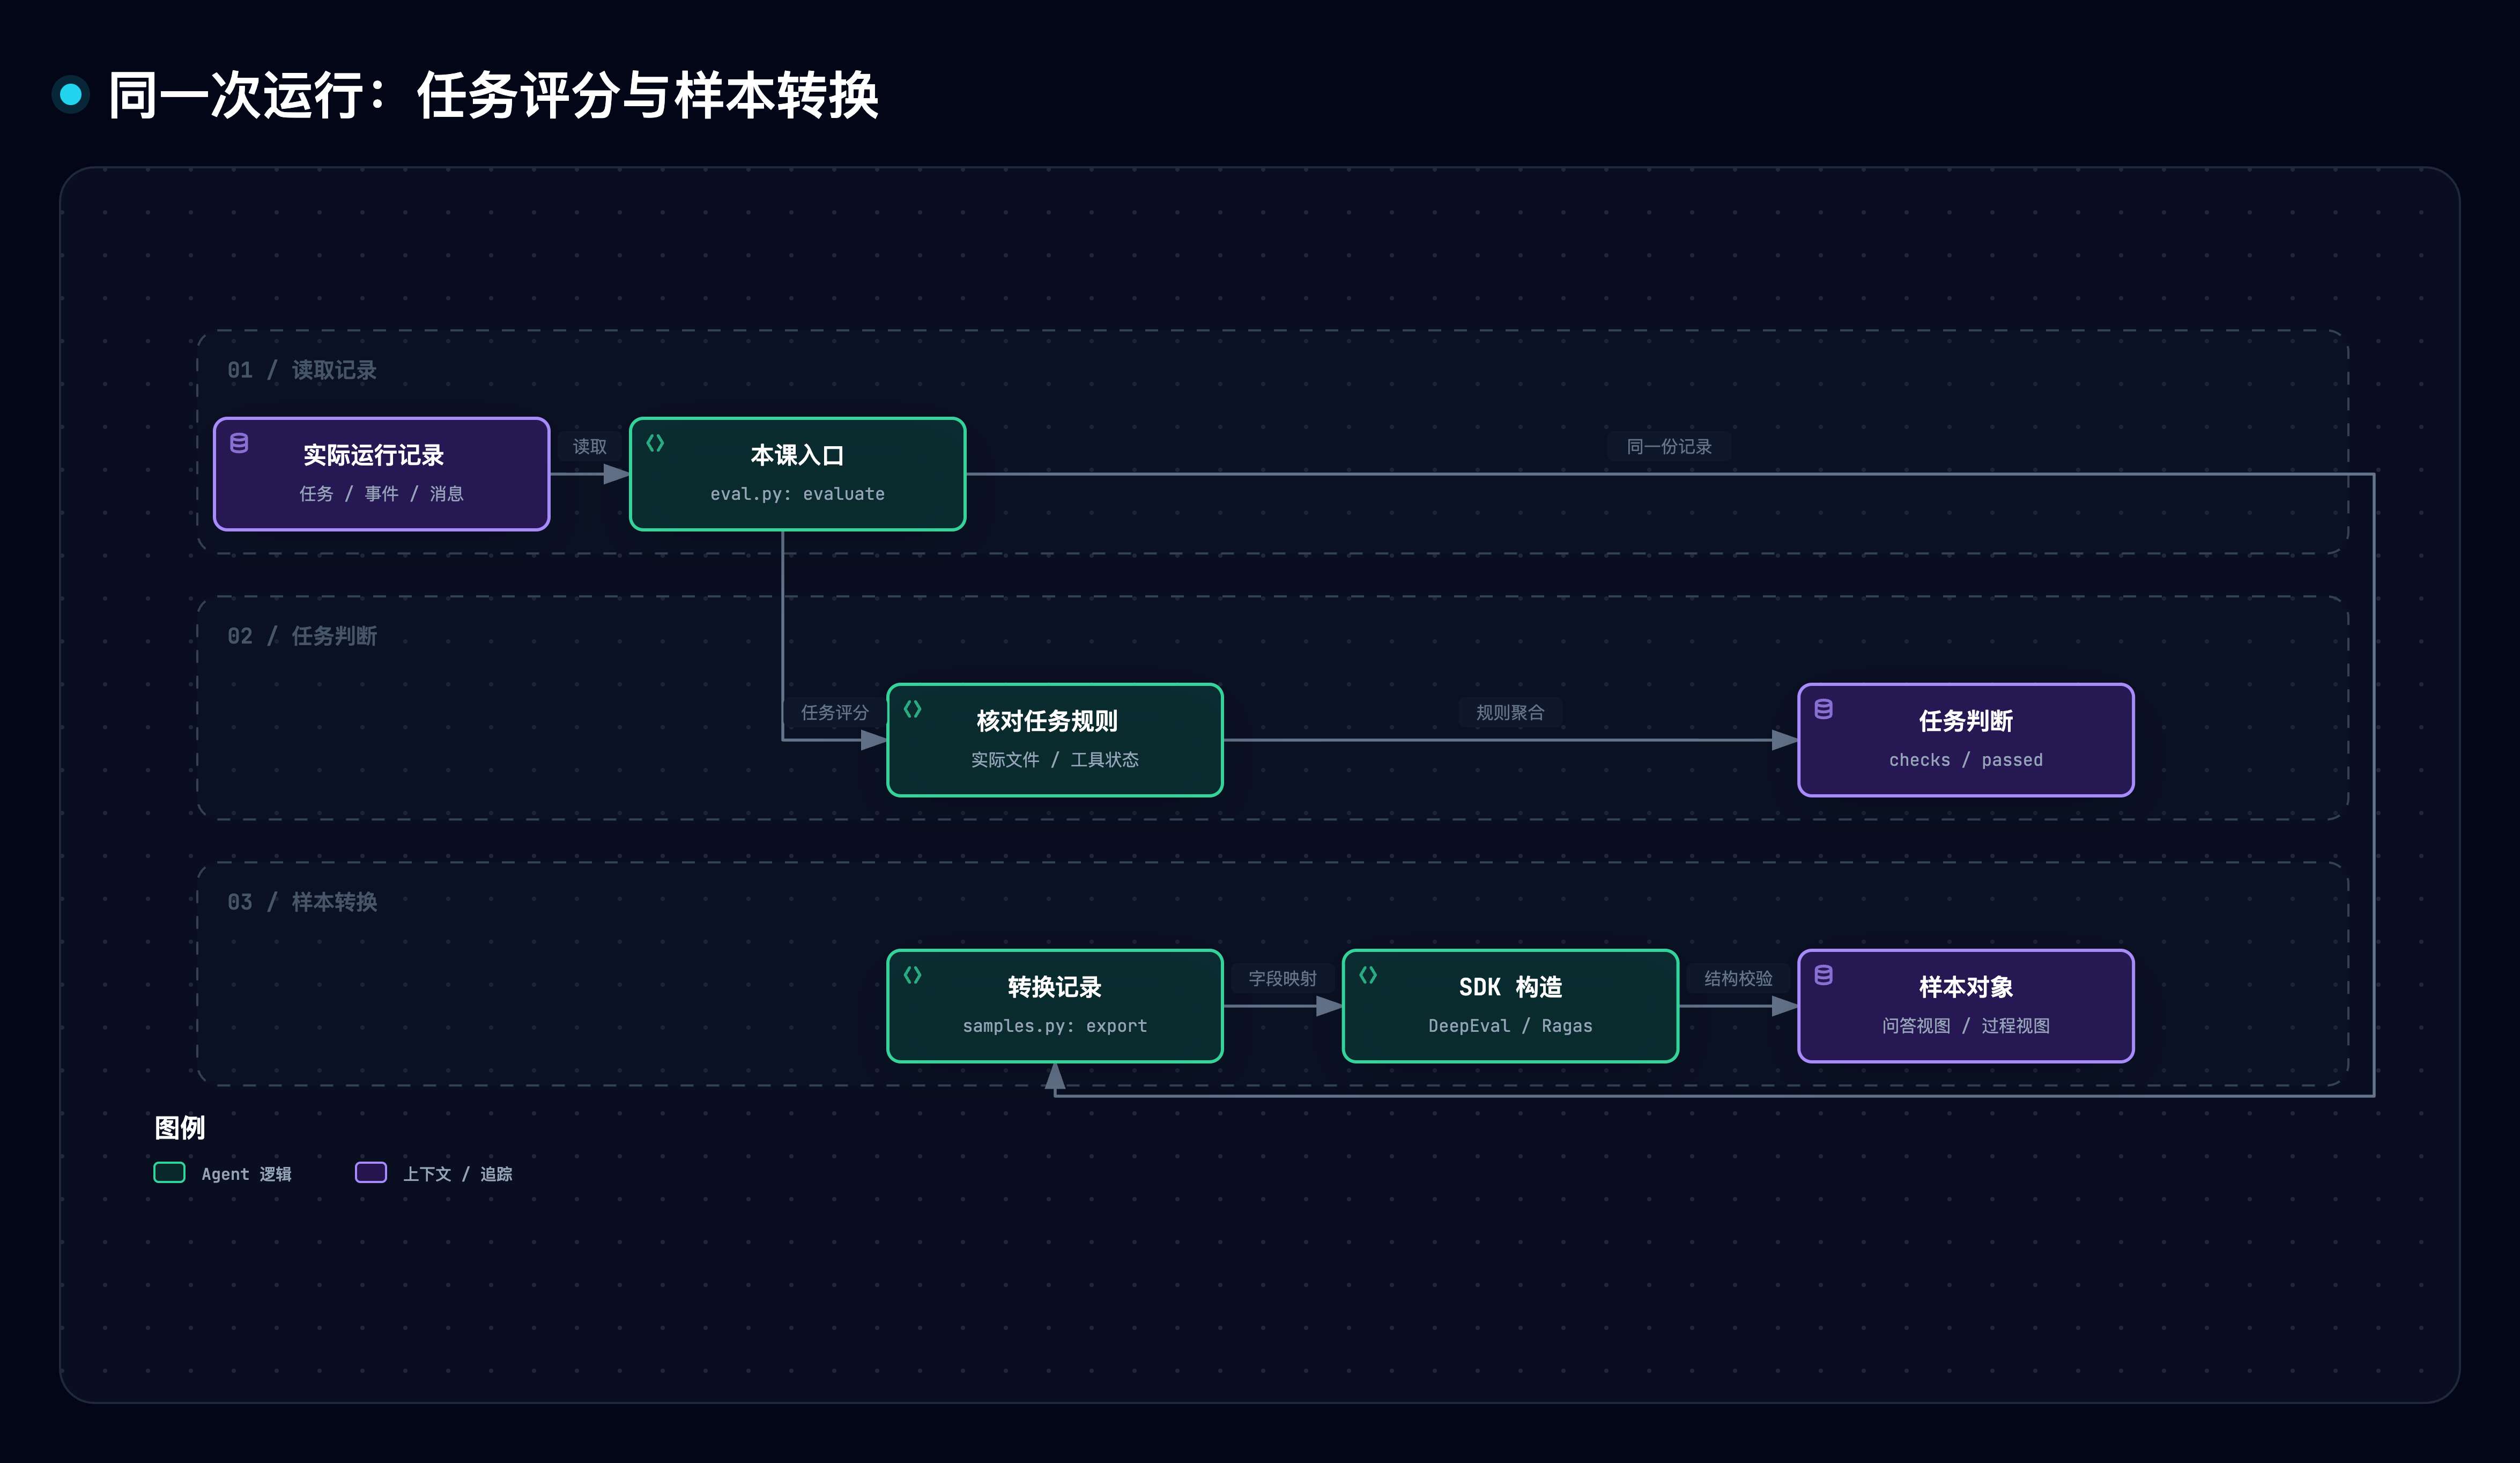 同一次运行：任务评分与样本转换
01 / 读取记录
实际运行记录
任务 / 事件 / 消息
读取
本课入口
eval.py: evaluate
同一份记录
02 / 任务判断
任务评分
核对任务规则
实际文件 / 工具状态
规则聚合
任务判断
checks / passed
03 / 样本转换
转换记录
samples.py: export
字段映射
SDK 构造
DeepEval / Ragas
结构校验
样本对象
问答视图 / 过程视图
图例
Agent 逻辑
上下文 / 追踪